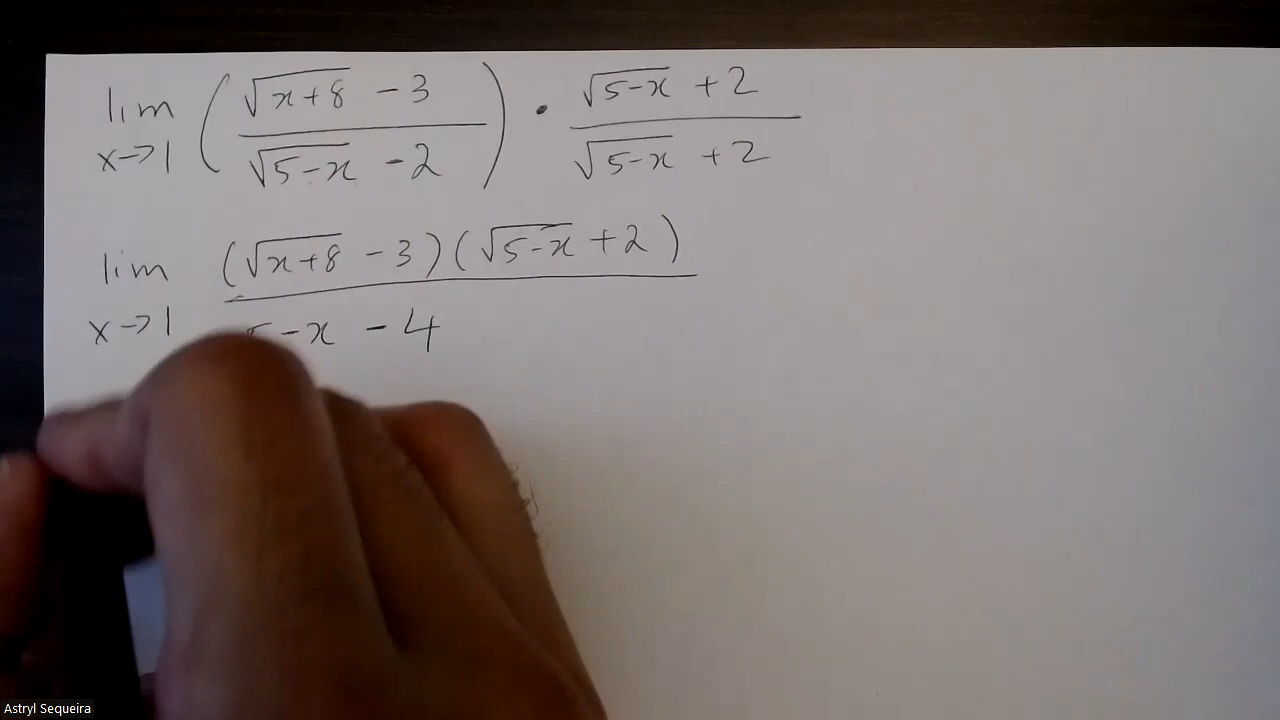 lim x→1 ( (√(x+8) - 3) / (√(5-x) - 2) ) · (√(5-x) + 2) / (√(5-x) + 2)
lim x→1 (√(x+8) - 3)(√(5-x) + 2) / 5-x - 4
Astryl Sequeira